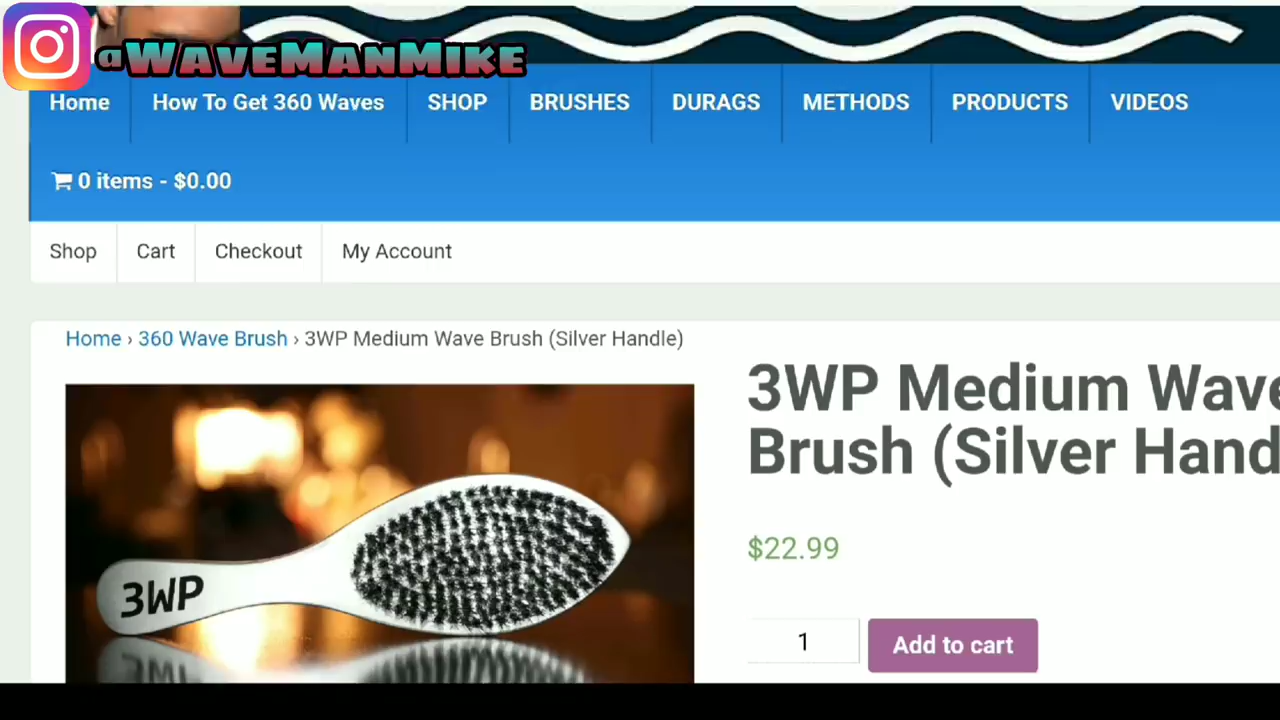 @WAVEMANMIKE
Home How To Get 360 Waves SHOP BRUSHES DURAGS METHODS PRODUCTS VIDEOS
0 items - $0.00
Shop Cart Checkout My Account
Home › 360 Wave Brush › 3WP Medium Wave Brush (Silver Handle)
3WP Medium Wave
Brush (Silver Hand
3WP
$22.99
1 Add to cart